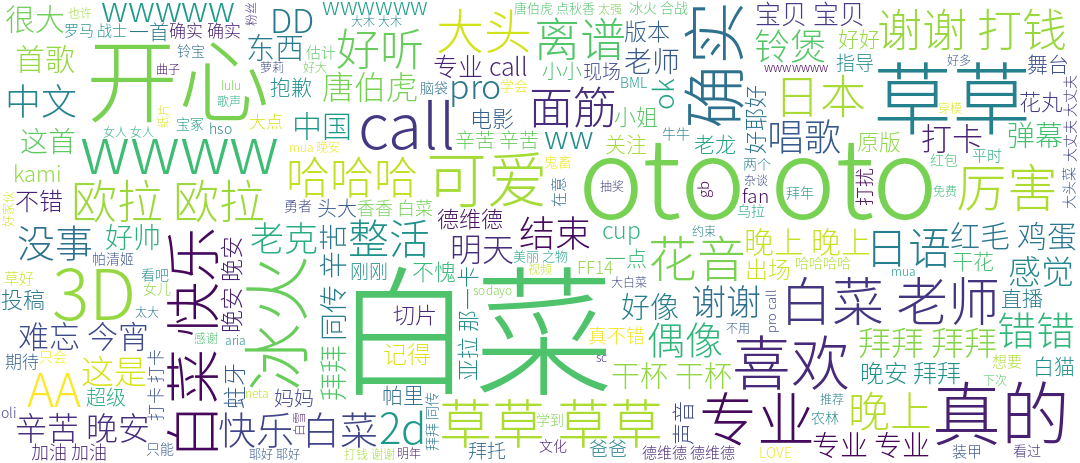 很大
也许
wwwww
粉丝
wwwwww
大木 大木
唐伯虎 点秋香
太强
冰火 合战
宝贝 宝贝
谢谢 打钱
罗马 战士
一首
确实 确实
DD
大头
离谱
版本
实
铃煲
好好
好多
首歌
铃宝
东西
估计
好听
专业 call
小小
现场
老师
指导
舞台
开心
曲子
lulu
萝莉
好大
脑袋
学会
BML
ok
确
wwwwwww
中文
歌声
抱歉
唐伯虎
pro
面筋
日本
草草
穿模
花丸
大丈夫 大丈夫
女人 女人
宝冢
hso
大点
中国
电影
辛苦 辛苦
ww
小姐
好耶好
唱歌
原版
打卡
弹幕
这首
wwww
call
mua 晚安
关注
牛牛
老龙
两个
红包
平时
kami
哈哈哈
可爱
鬼畜
oto oto
杂谈
打扰
厉害
大头菜
不错
欧拉 欧拉
勇者
头大
香香 白菜
在意
抽奖
gb
fan
拜年
免费
好家伙
没事
好帅
老克
辛苦
整活
德维德
结束
cup
乌拉
约束
晚上 晚上
日语
红毛
鸡蛋
帕清姬
快乐
晚安 晚安
明天
美丽 之物
一点
花音
出场
哈哈哈哈
干花
感觉
草好
看吧
3D
刚刚
不愧
一卡
视频
FF14
mua
投稿
女儿
冰火
同传
白菜
切片
sodayo
大白菜
好像
谢谢
白菜 老师
直播
难忘 今宵
太大
感谢
aria
亚拉那
真不错
偶像
不用
pro call
拜拜 拜拜
错错
期待
只会
这是
打卡 打卡
白菜
neta
拜拜
记得
sc
干杯 干杯
喜欢
晚安 拜拜
想要
下次
白猫
AA
超级
蚌牙
妈妈
帕里
草草 草草
学到
声音
专业
推荐
农林
晚上
真的
oli
辛苦 晚安
快乐
白雪
白菜
2d
拜拜 同传
加油 加油
只能
耶好 耶好
打钱 谢谢
明年
拜托
文化
爸爸
德维德 德维德
LOVE
专业 专业
装甲
看过